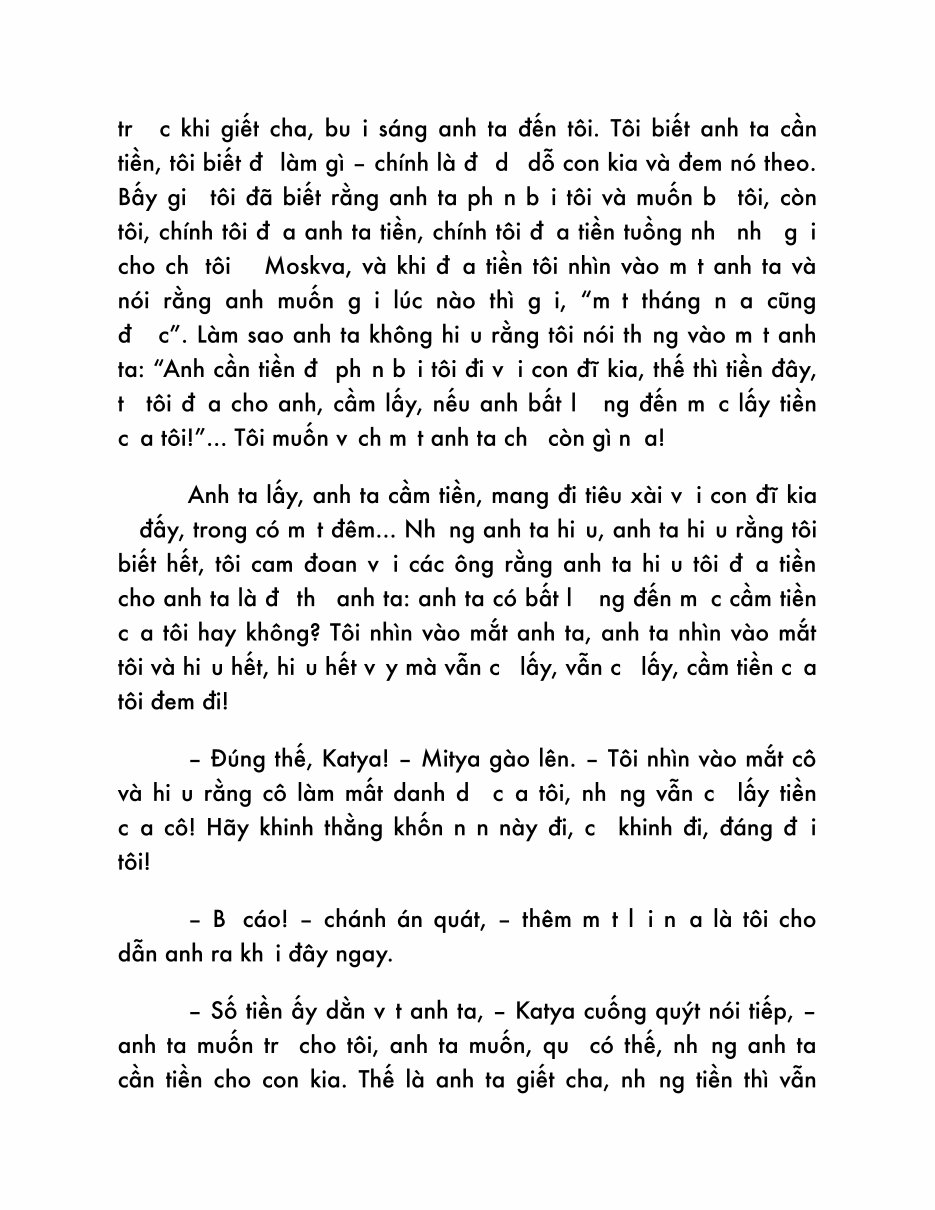 tr c khi giết cha, bu i sáng anh ta đến tôi. Tôi biết anh ta cần
tiền, tôi biết đ làm gì – chính là đ d dỗ con kia và đem nó theo.
Bấy gi tôi đã biết rằng anh ta ph n b i tôi và muốn b tôi, còn
tôi, chính tôi đ a anh ta tiền, chính tôi đ a tiền tuồng nh nh g i
cho ch tôi Moskva, và khi đ a tiền tôi nhìn vào m t anh ta và
nói rằng anh muốn g i lúc nào thì g i, “m t tháng n a cũng
đ c”. Làm sao anh ta không hi u rằng tôi nói th ng vào m t anh
ta: “Anh cần tiền đ ph n b i tôi đi v i con đĩ kia, thế thì tiền đây,
t tôi đ a cho anh, cầm lấy, nếu anh bất l ng đến m c lấy tiền
c a tôi!”... Tôi muốn v ch m t anh ta ch còn gì n a!
Anh ta lấy, anh ta cầm tiền, mang đi tiêu xài v i con đĩ kia
đấy, trong có m t đêm... Nh ng anh ta hi u, anh ta hi u rằng tôi
biết hết, tôi cam đoan v i các ông rằng anh ta hi u tôi đ a tiền
cho anh ta là đ th anh ta: anh ta có bất l ng đến m c cầm tiền
c a tôi hay không? Tôi nhìn vào mắt anh ta, anh ta nhìn vào mắt
tôi và hi u hết, hi u hết v y mà vẫn c lấy, vẫn c lấy, cầm tiền c a
tôi đem đi!
– Đúng thế, Katya! – Mitya gào lên. – Tôi nhìn vào mắt cô
và hi u rằng cô làm mất danh d c a tôi, nh ng vẫn c lấy tiền
c a cô! Hãy khinh thằng khốn n n này đi, c khinh đi, đáng đ i
tôi!
– B cáo! – chánh án quát, – thêm m t l i n a là tôi cho
dẫn anh ra kh i đây ngay.
– Số tiền ấy dằn v t anh ta, – Katya cuống quýt nói tiếp, –
anh ta muốn tr cho tôi, anh ta muốn, qu có thế, nh ng anh ta
cần tiền cho con kia. Thế là anh ta giết cha, nh ng tiền thì vẫn